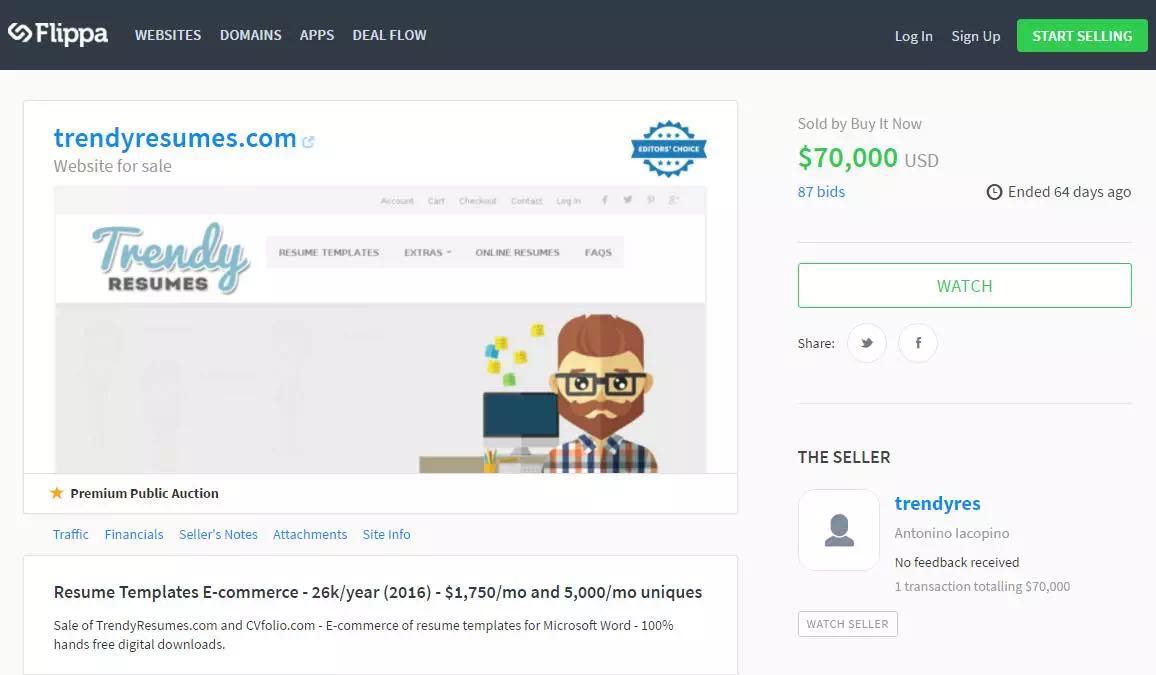 Flippa WEBSITES DOMAINS APPS DEAL FLOW Log In Sign Up START SELLING
trendyresumes.com
Website for sale
EDITORS' CHOICE
Account Cart Checkout Contact Log In
Trendy
RESUMES
RESUME TEMPLATES EXTRAS ONLINE RESUMES FAQS
Premium Public Auction
Traffic Financials Seller's Notes Attachments Site Info
Resume Templates E-commerce - 26k/year (2016) - $1,750/mo and 5,000/mo uniques
Sale of TrendyResumes.com and CVfolio.com - E-commerce of resume templates for Microsoft Word - 100%
hands free digital downloads.
Sold by Buy It Now
$70,000 USD
87 bids Ended 64 days ago
WATCH
Share:
THE SELLER
trendyres
Antonino Iacopino
No feedback received
1 transaction totalling $70,000
WATCH SELLER